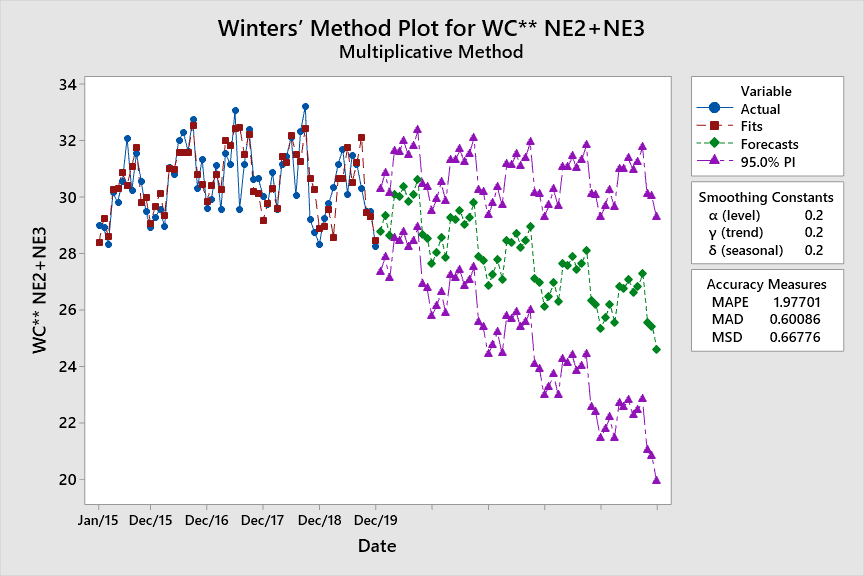 Winters’ Method Plot for WC** NE2+NE3
Multiplicative Method
34
32
30
28
26
24
22
20
WC** NE2+NE3
Jan/15 Dec/15 Dec/16 Dec/17 Dec/18 Dec/19
Date
Variable
Actual
Fits
Forecasts
95.0% PI
Smoothing Constants
α (level) 0.2
γ (trend) 0.2
δ (seasonal) 0.2
Accuracy Measures
MAPE 1.97701
MAD 0.60086
MSD 0.66776